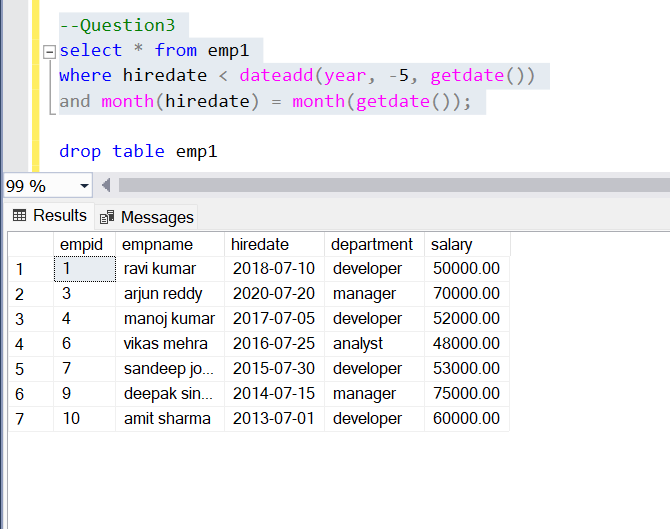 --Question3
select * from emp1
where hiredate < dateadd(year, -5, getdate())
and month(hiredate) = month(getdate());
drop table emp1
99 %
Results Messages
empid empname hiredate department salary
1 1 ravi kumar 2018-07-10 developer 50000.00
2 3 arjun reddy 2020-07-20 manager 70000.00
3 4 manoj kumar 2017-07-05 developer 52000.00
4 6 vikas mehra 2016-07-25 analyst 48000.00
5 7 sandeep jo... 2015-07-30 developer 53000.00
6 9 deepak sin... 2014-07-15 manager 75000.00
7 10 amit sharma 2013-07-01 developer 60000.00